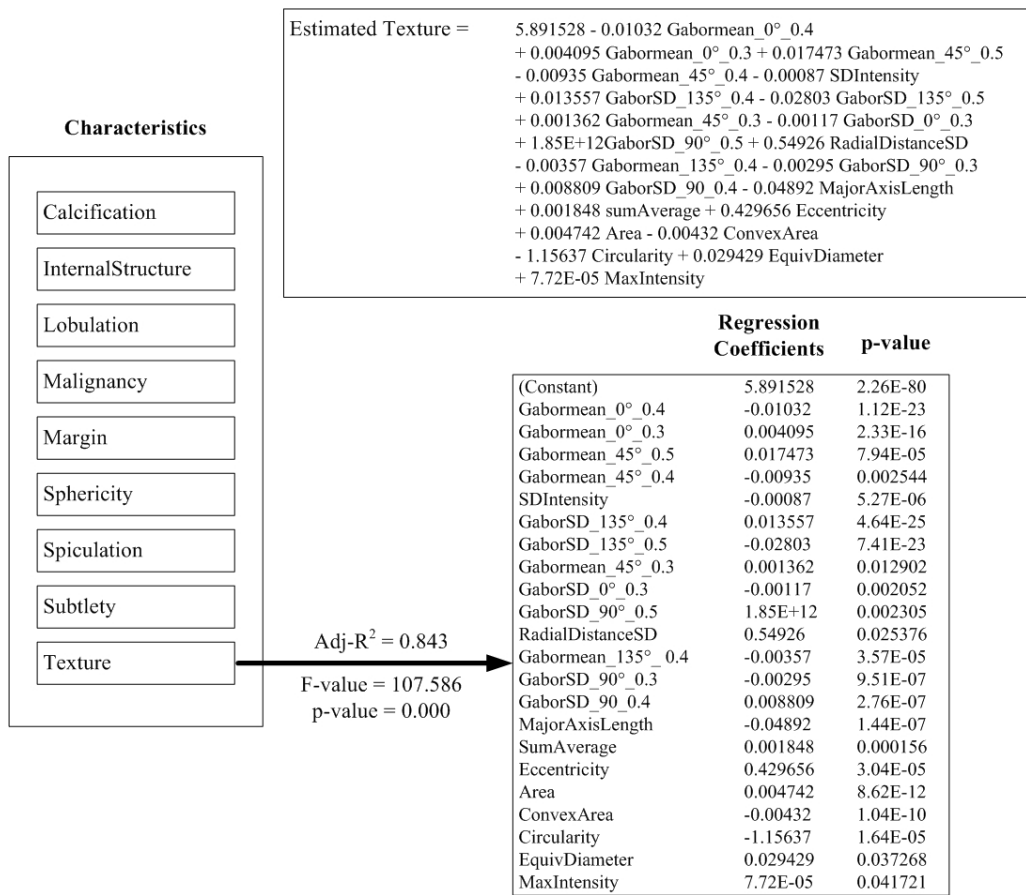 Estimated Texture = 5.891528 - 0.01032 Gabormean_0°_0.4
+ 0.004095 Gabormean_0°_0.3 + 0.017473 Gabormean_45°_0.5
- 0.00935 Gabormean_45°_0.4 - 0.00087 SDIntensity
+ 0.013557 GaborSD_135°_0.4 - 0.02803 GaborSD_135°_0.5
+ 0.001362 Gabormean_45°_0.3 - 0.00117 GaborSD_0°_0.3
+ 1.85E+12GaborSD_90°_0.5 + 0.54926 RadialDistanceSD
- 0.00357 Gabormean_135°_0.4 - 0.00295 GaborSD_90°_0.3
+ 0.008809 GaborSD_90_0.4 - 0.04892 MajorAxisLength
+ 0.001848 sumAverage + 0.429656 Eccentricity
+ 0.004742 Area - 0.00432 ConvexArea
- 1.15637 Circularity + 0.029429 EquivDiameter
+ 7.72E-05 MaxIntensity
Characteristics
Calcification
InternalStructure
Lobulation
Malignancy
Margin
Sphericity
Spiculation
Subtlety
Texture
Adj-R² = 0.843
F-value = 107.586
p-value = 0.000
Regression
Coefficients p-value
(Constant) 5.891528 2.26E-80
Gabormean_0°_0.4 -0.01032 1.12E-23
Gabormean_0°_0.3 0.004095 2.33E-16
Gabormean_45°_0.5 0.017473 7.94E-05
Gabormean_45°_0.4 -0.00935 0.002544
SDIntensity -0.00087 5.27E-06
GaborSD_135°_0.4 0.013557 4.64E-25
GaborSD_135°_0.5 -0.02803 7.41E-23
Gabormean_45°_0.3 0.001362 0.012902
GaborSD_0°_0.3 -0.00117 0.002052
GaborSD_90°_0.5 1.85E+12 0.002305
RadialDistanceSD 0.54926 0.025376
Gabormean_135°_ 0.4 -0.00357 3.57E-05
GaborSD_90°_0.3 -0.00295 9.51E-07
GaborSD_90_0.4 0.008809 2.76E-07
MajorAxisLength -0.04892 1.44E-07
SumAverage 0.001848 0.000156
Eccentricity 0.429656 3.04E-05
Area 0.004742 8.62E-12
ConvexArea -0.00432 1.04E-10
Circularity -1.15637 1.64E-05
EquivDiameter 0.029429 0.037268
MaxIntensity 7.72E-05 0.041721